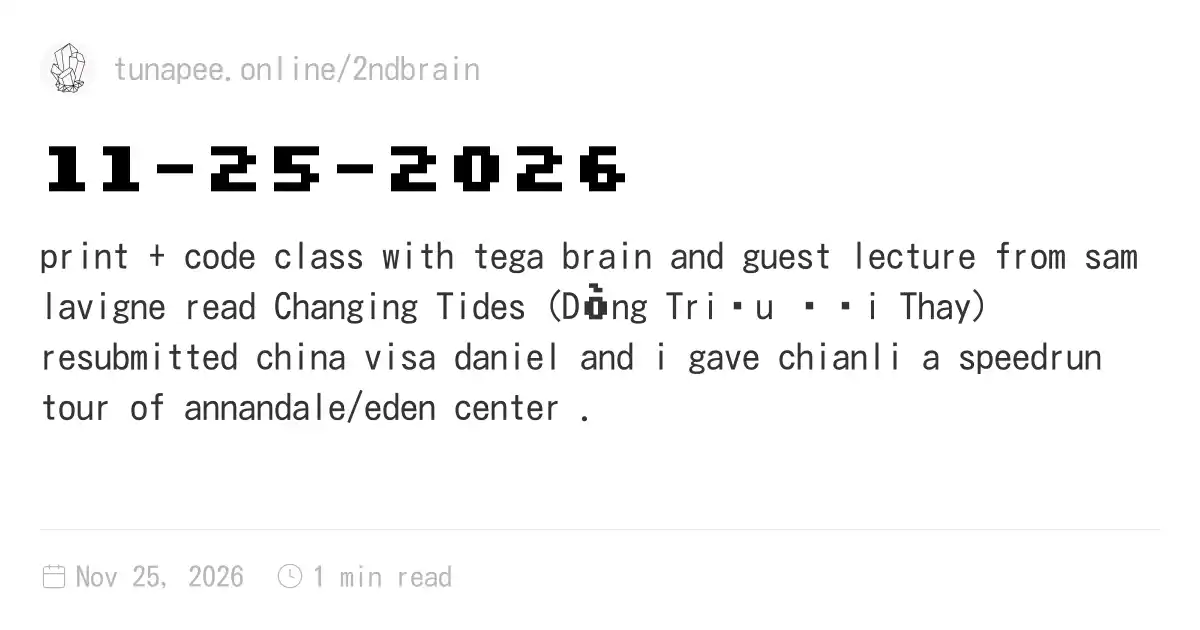 tunapee.online/2ndbrain
11-25-2026
print + code class with tega brain and guest lecture from sam
lavigne read Changing Tides (Dòng Tri▪u ▪▪i Thay)
resubmitted china visa daniel and i gave chianli a speedrun
tour of annandale/eden center .
Nov 25, 2026 1 min read